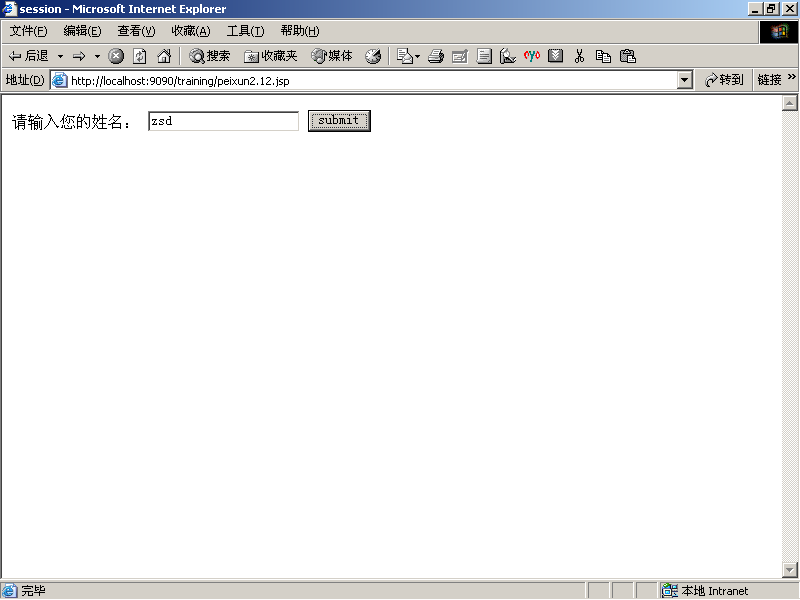 session - Microsoft Internet Explorer
文件(F) 编辑(E) 查看(V) 收藏(A) 工具(T) 帮助(H)
后退 搜索 收藏夹 媒体
地址(D) http://localhost:9090/training/peixun2.12.jsp 转到 链接 »
请输入您的姓名： zsd submit
完毕 本地 Intranet